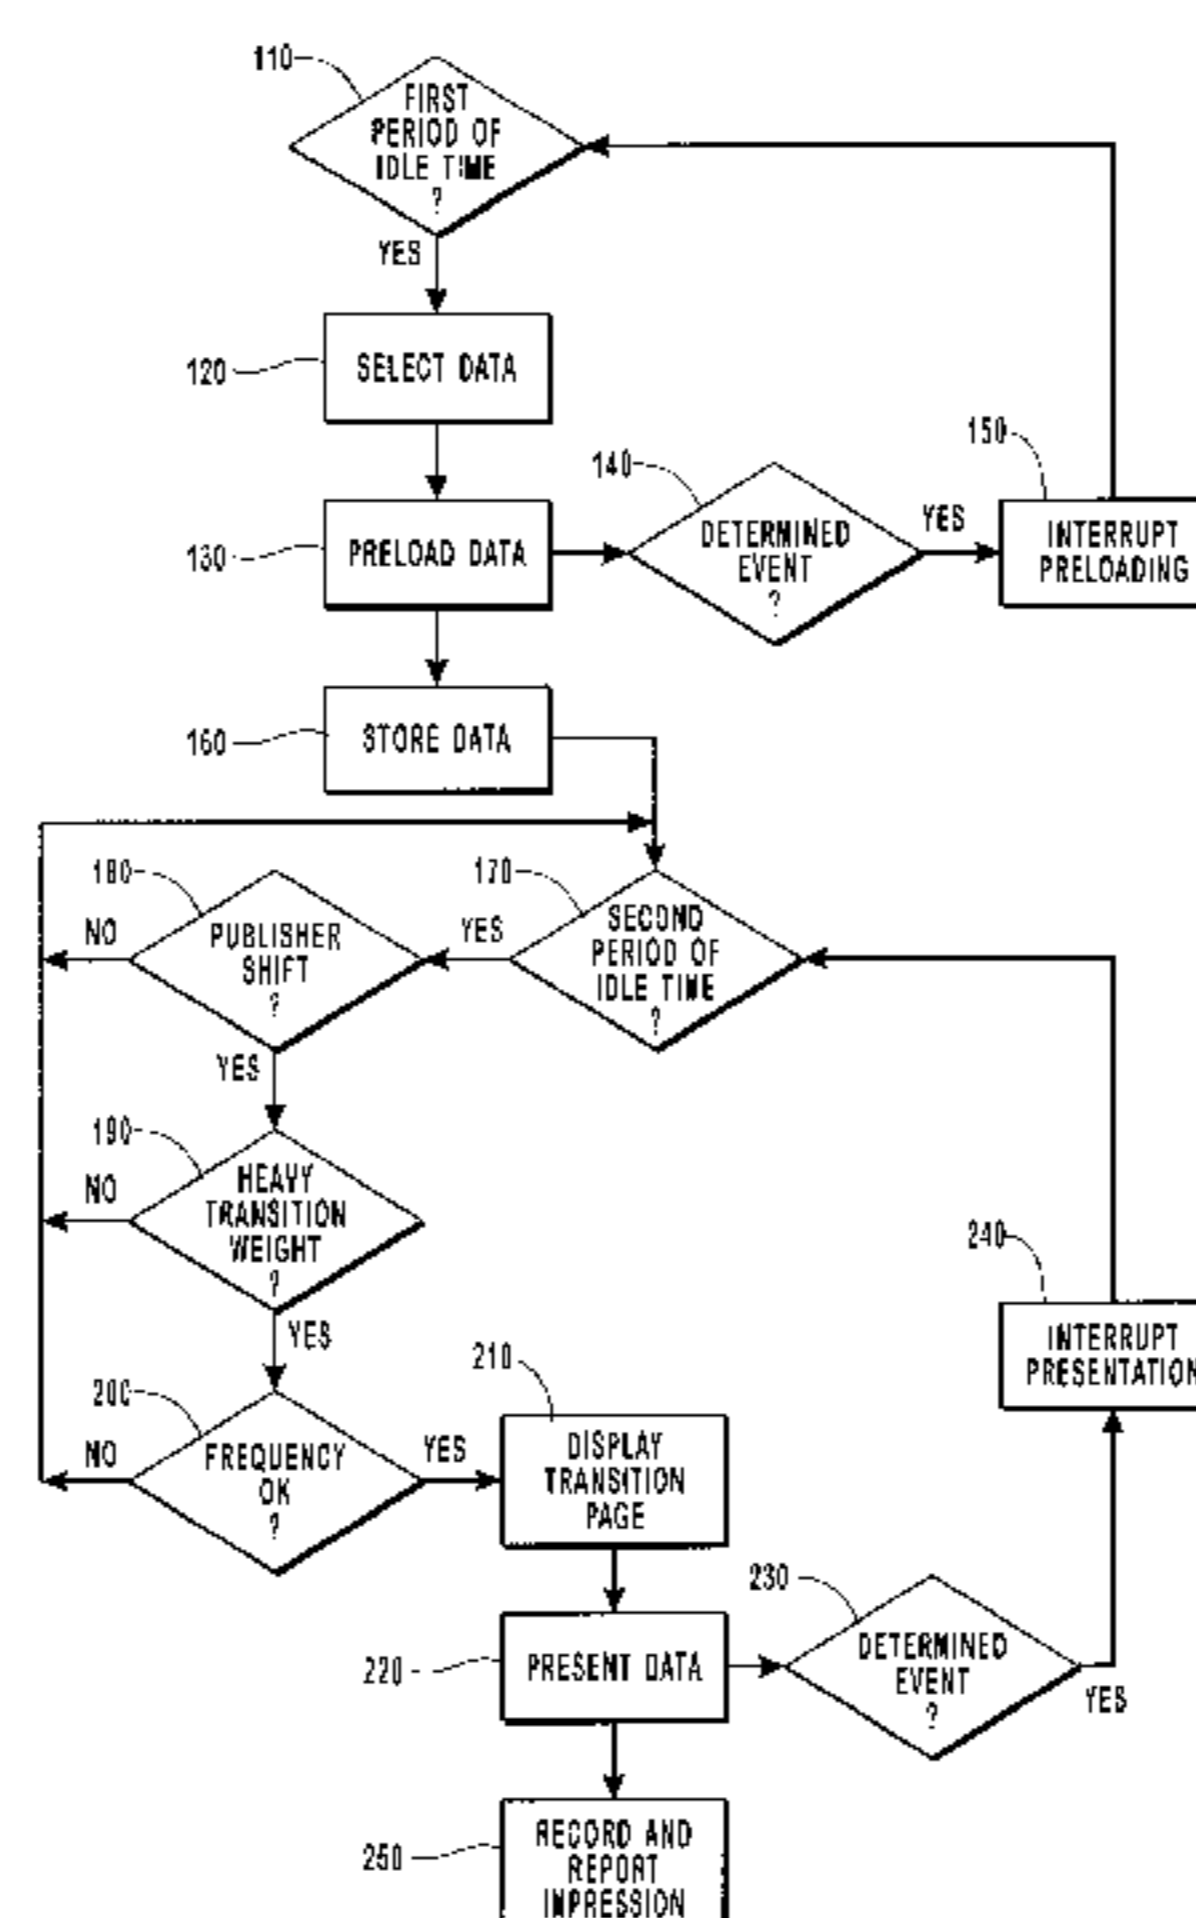 110
FIRST
PERIOD OF
IDLE TIME
?
YES
120
SELECT DATA
130
PRELOAD DATA
140
DETERMINED
EVENT
?
YES
150
INTERRUPT
PRELOADING
160
STORE DATA
170
SECOND
PERIOD OF
IDLE TIME
?
YES
180
PUBLISHER
SHIFT
?
NO
YES
190
HEAVY
TRANSITION
WEIGHT
?
NO
YES
200
FREQUENCY
OK
?
NO
YES
210
DISPLAY
TRANSITION
PAGE
220
PRESENT DATA
230
DETERMINED
EVENT
?
YES
240
INTERRUPT
PRESENTATION
250
RECORD AND
REPORT
IMPRESSION